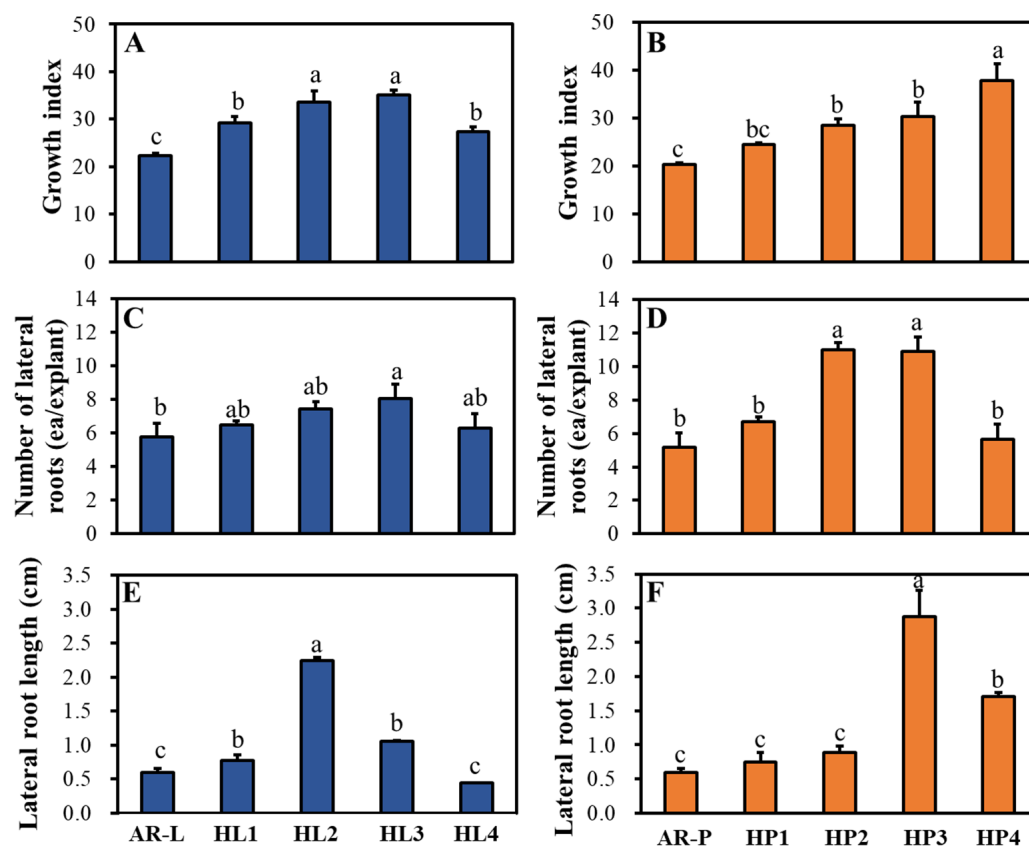 A
Growth index
50
40
30
20
10
0
c
b
a
a
b
B
Growth index
50
40
30
20
10
0
c
bc
b
b
a
C
Number of lateral
roots (ea/explant)
14
12
10
8
6
4
2
0
b
ab
ab
a
ab
D
Number of lateral
roots (ea/explant)
14
12
10
8
6
4
2
0
b
b
a
a
b
E
Lateral root length (cm)
3.5
3.0
2.5
2.0
1.5
1.0
0.5
0.0
c
b
a
b
c
AR-L HL1 HL2 HL3 HL4
F
Lateral root length (cm)
3.5
3.0
2.5
2.0
1.5
1.0
0.5
0.0
c
c
c
a
b
AR-P HP1 HP2 HP3 HP4